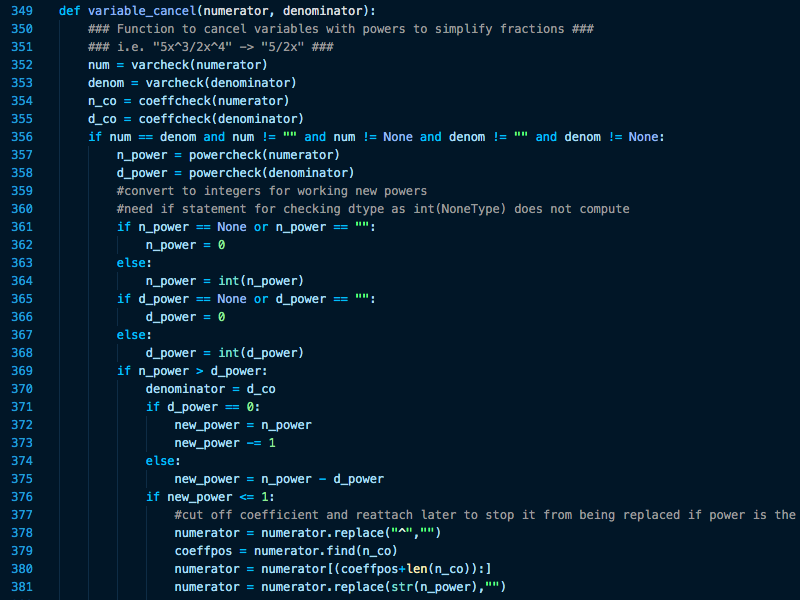 349 def variable_cancel(numerator, denominator):
350 ### Function to cancel variables with powers to simplify fractions ###
351 ### i.e. "5x^3/2x^4" -> "5/2x" ###
352 num = varcheck(numerator)
353 denom = varcheck(denominator)
354 n_co = coeffcheck(numerator)
355 d_co = coeffcheck(denominator)
356 if num == denom and num != "" and num != None and denom != "" and denom != None:
357 n_power = powercheck(numerator)
358 d_power = powercheck(denominator)
359 #convert to integers for working new powers
360 #need if statement for checking dtype as int(NoneType) does not compute
361 if n_power == None or n_power == "":
362 n_power = 0
363 else:
364 n_power = int(n_power)
365 if d_power == None or d_power == "":
366 d_power = 0
367 else:
368 d_power = int(d_power)
369 if n_power > d_power:
370 denominator = d_co
371 if d_power == 0:
372 new_power = n_power
373 new_power -= 1
374 else:
375 new_power = n_power - d_power
376 if new_power <= 1:
377 #cut off coefficient and reattach later to stop it from being replaced if power is the
378 numerator = numerator.replace("^","")
379 coeffpos = numerator.find(n_co)
380 numerator = numerator[(coeffpos+len(n_co)):]
381 numerator = numerator.replace(str(n_power),"")